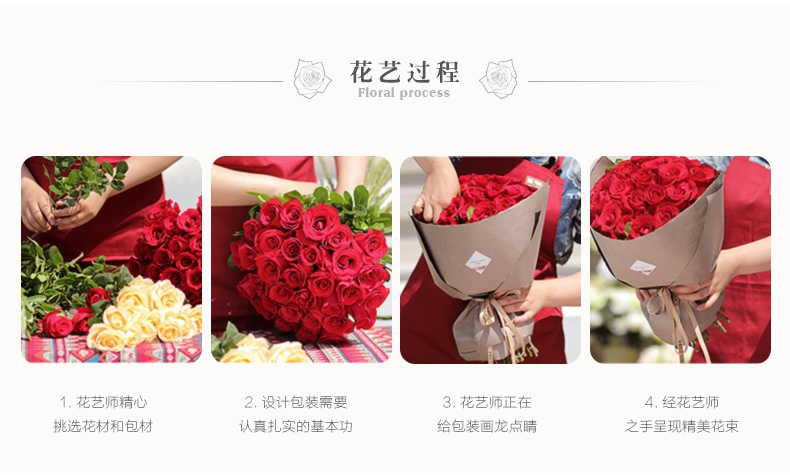 花艺过程
Floral process
1. 花艺师精心
挑选花材和包材
2. 设计包装需要
认真扎实的基本功
3. 花艺师正在
给包装画龙点睛
4. 经花艺师
之手呈现精美花束